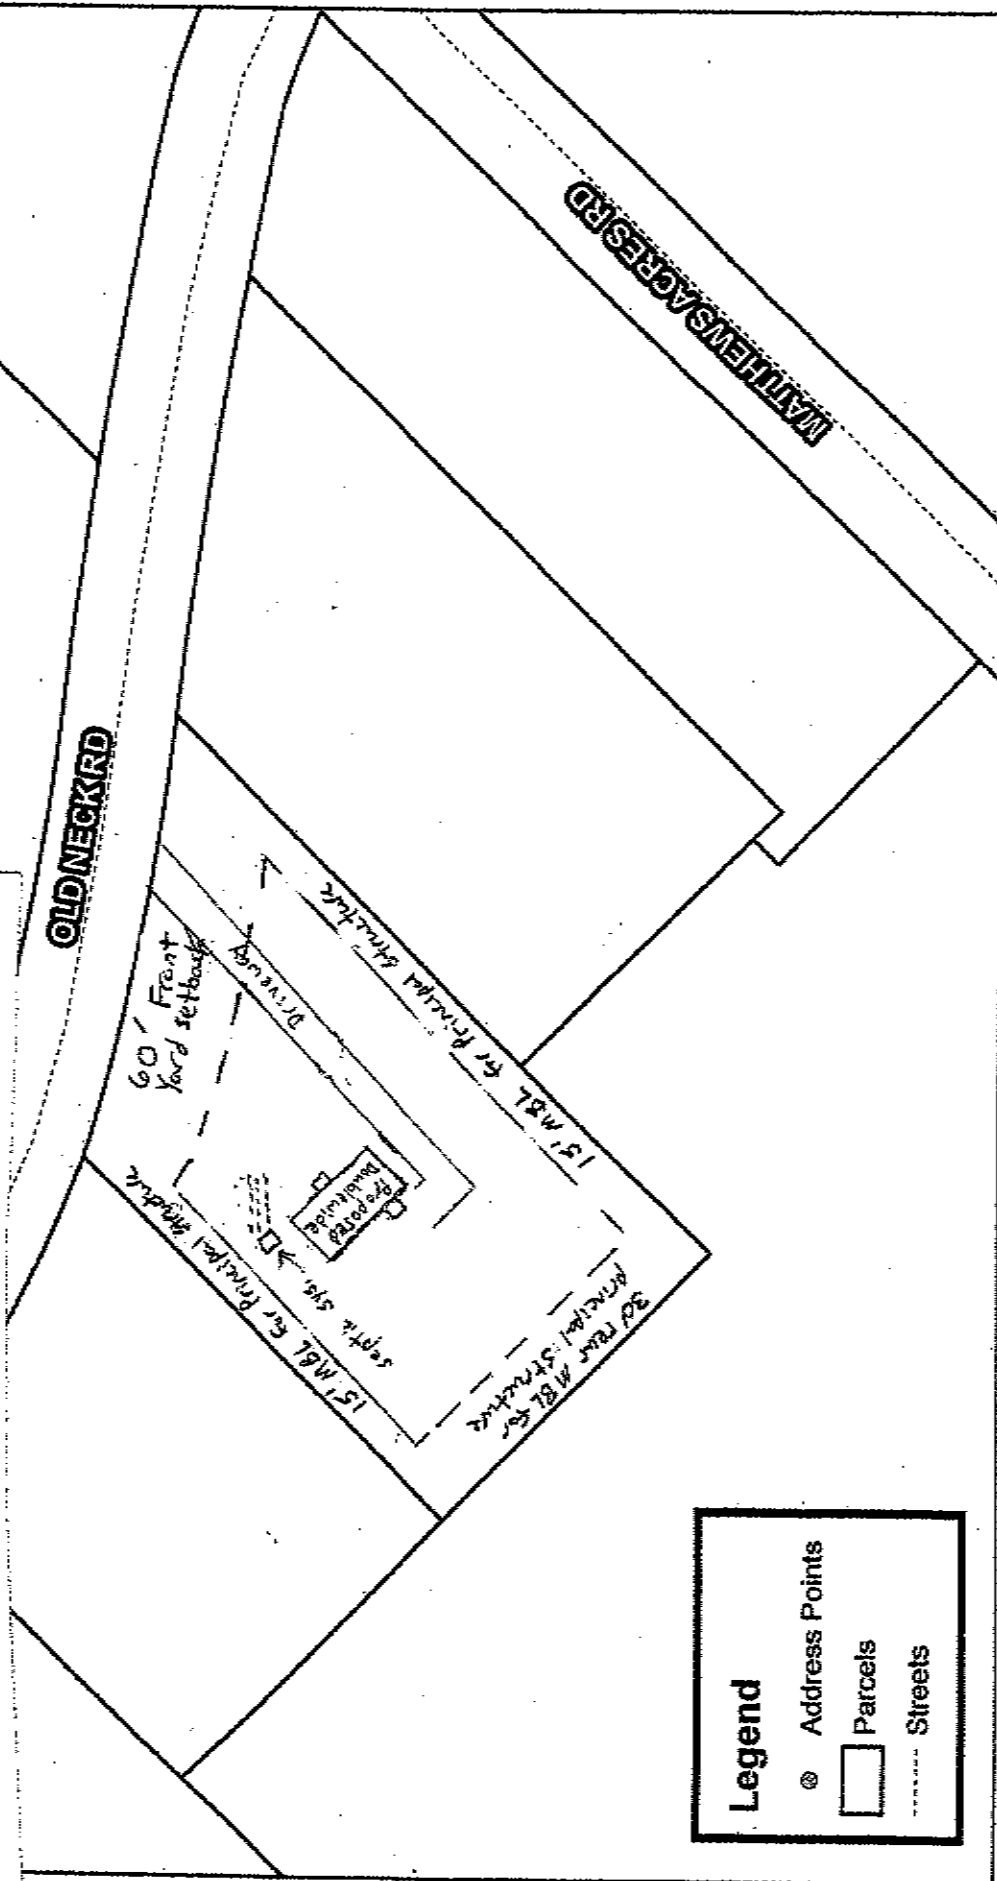 OLD NECK RD
MATTHEWS ACRES RD
60' Front
Yard setback
Driveway
15' MBL for Principal Structure
15' MBL for Principal Structure
Proposed
Doublewide
septic sys.
30' rear MBL for
principal structure
Legend
Address Points
Parcels
Streets